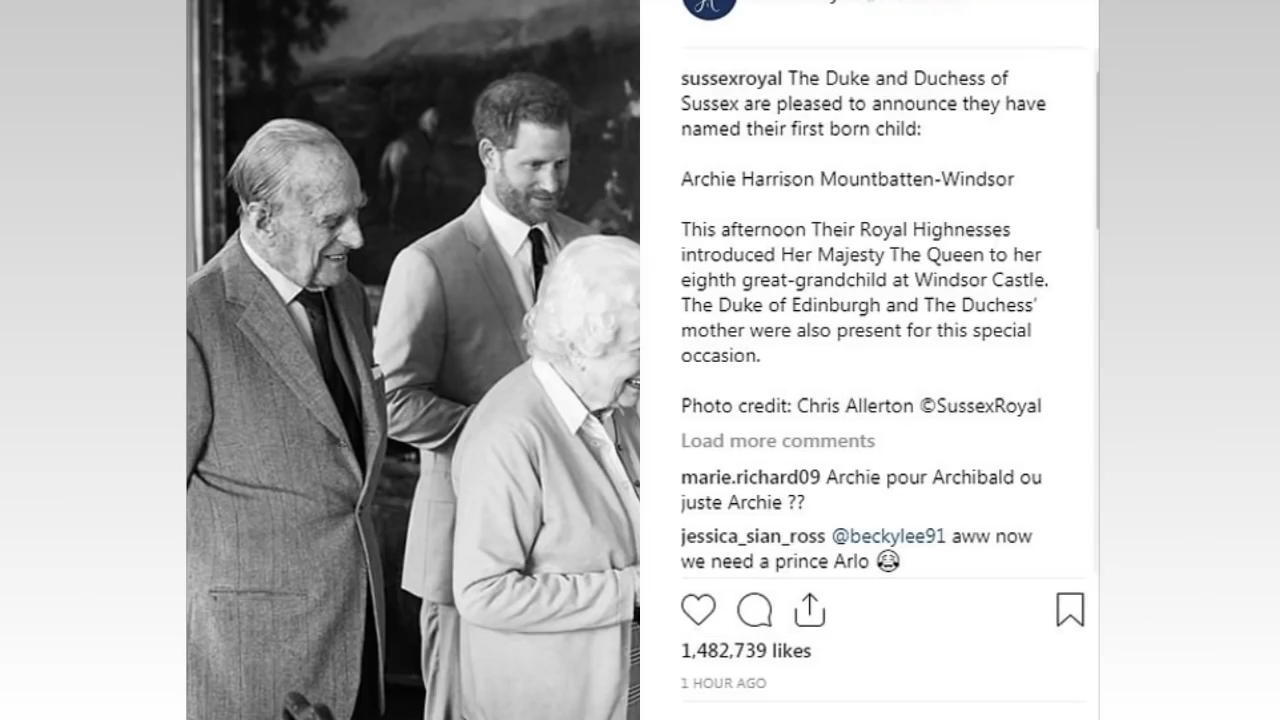 sussexroyal The Duke and Duchess of
Sussex are pleased to announce they have
named their first born child:
Archie Harrison Mountbatten-Windsor
This afternoon Their Royal Highnesses
introduced Her Majesty The Queen to her
eighth great-grandchild at Windsor Castle.
The Duke of Edinburgh and The Duchess’
mother were also present for this special
occasion.
Photo credit: Chris Allerton ©SussexRoyal
Load more comments
marie.richard09 Archie pour Archibald ou
juste Archie ??
jessica_sian_ross @beckylee91 aww now
we need a prince Arlo 😂
1,482,739 likes
1 HOUR AGO